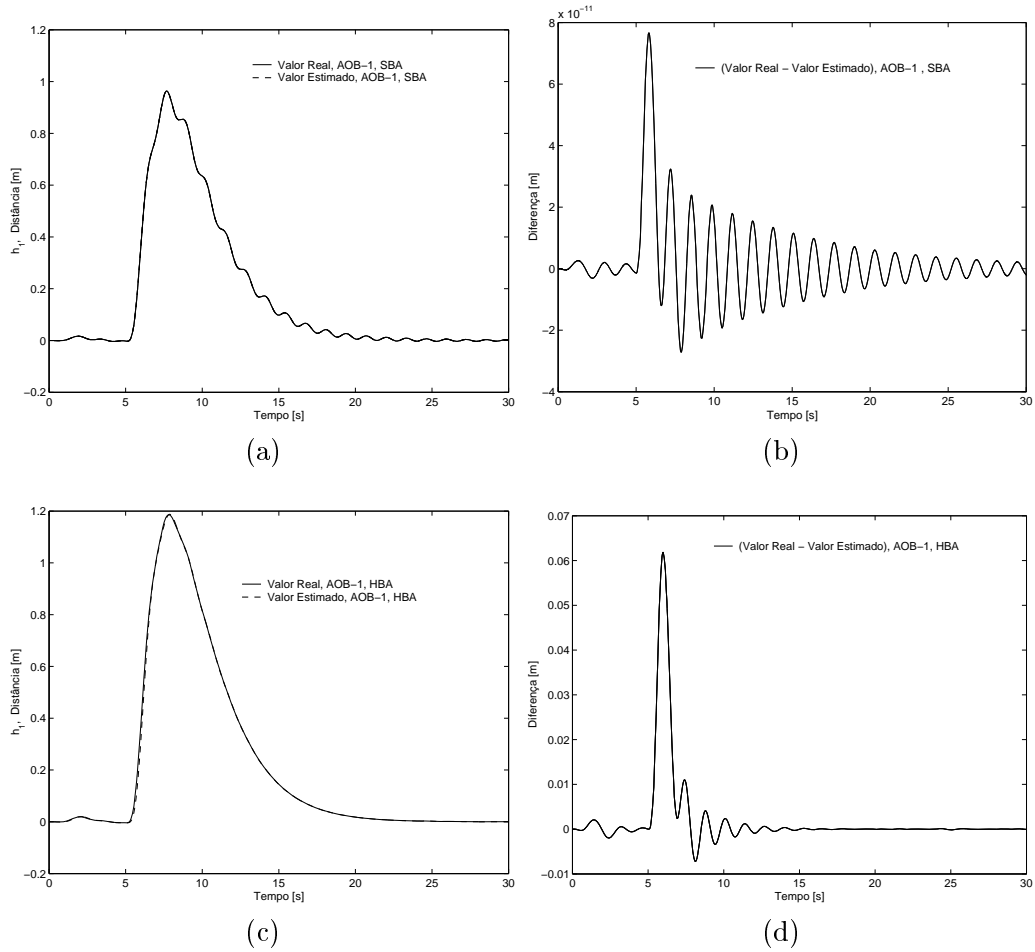 1.2
1
0.8
0.6
0.4
0.2
0
−0.2
0 5 10 15 20 25 30
Tempo [s]
h1, Distância [m]
Valor Real, AOB−1, SBA
Valor Estimado, AOB−1, SBA
(a)
x 10−11
8
6
4
2
0
−2
−4
0 5 10 15 20 25 30
Tempo [s]
Diferença [m]
(Valor Real − Valor Estimado), AOB−1 , SBA
(b)
1.2
1
0.8
0.6
0.4
0.2
0
−0.2
0 5 10 15 20 25 30
Tempo [s]
h1, Distância [m]
Valor Real, AOB−1, HBA
Valor Estimado, AOB−1, HBA
(c)
0.07
0.06
0.05
0.04
0.03
0.02
0.01
0
−0.01
0 5 10 15 20 25 30
Tempo [s]
Diferença [m]
(Valor Real − Valor Estimado), AOB−1, HBA
(d)